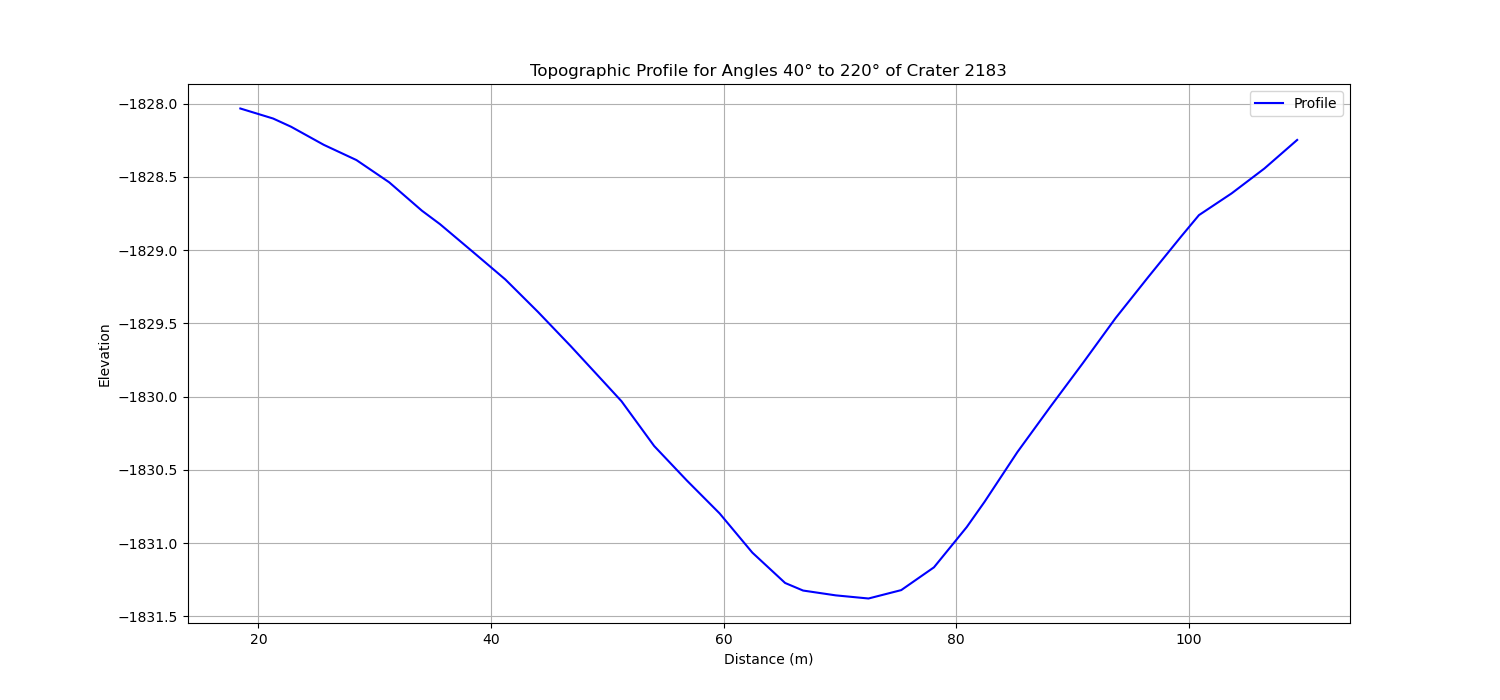 Topographic Profile for Angles 40° to 220° of Crater 2183
Profile
−1828.0
−1828.5
−1829.0
−1829.5
−1830.0
−1830.5
−1831.0
−1831.5
Elevation
20 40 60 80 100
Distance (m)